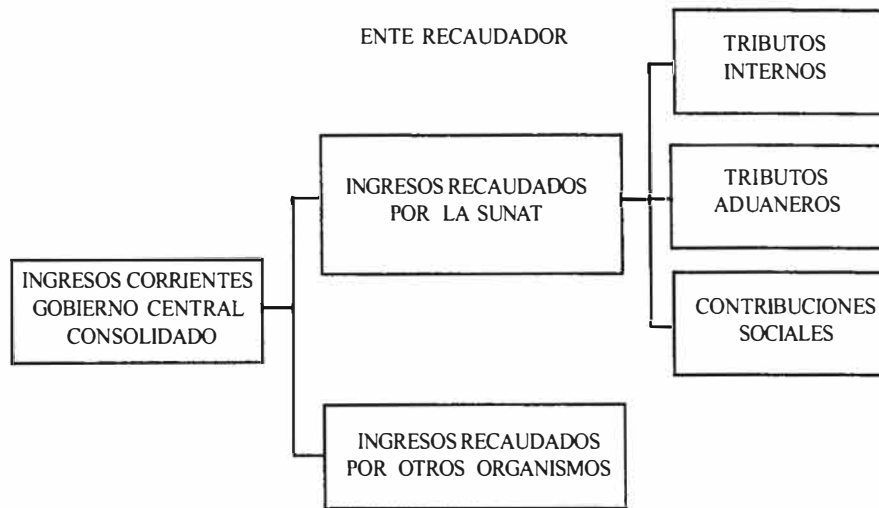 ENTE RECAUDADOR
TRIBUTOS
INTERNOS
INGRESOS RECAUDADOS
POR LA SUNAT
TRIBUTOS
ADUANEROS
INGRESOS CORRIENTES
GOBIERNO CENTRAL
CONSOLIDADO
CONTRIBUCIONES
SOCIALES
INGRESOS RECAUDADOS
POR OTROS ORGANISMOS